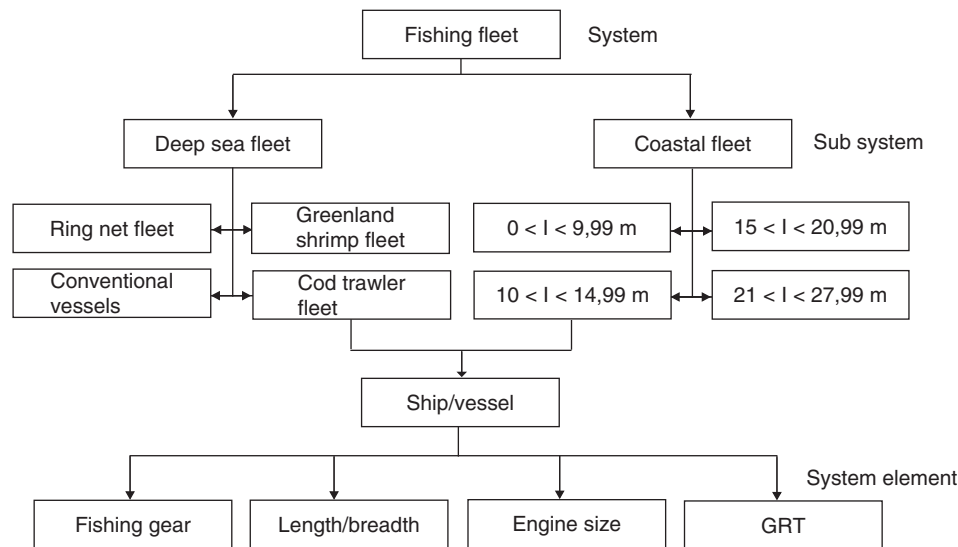 Fishing fleet
System
Deep sea fleet
Coastal fleet
Sub system
Ring net fleet
Greenland
shrimp fleet
0 < l < 9,99 m
15 < l < 20,99 m
Conventional
vessels
Cod trawler
fleet
10 < l < 14,99 m
21 < l < 27,99 m
Ship/vessel
System element
Fishing gear
Length/breadth
Engine size
GRT